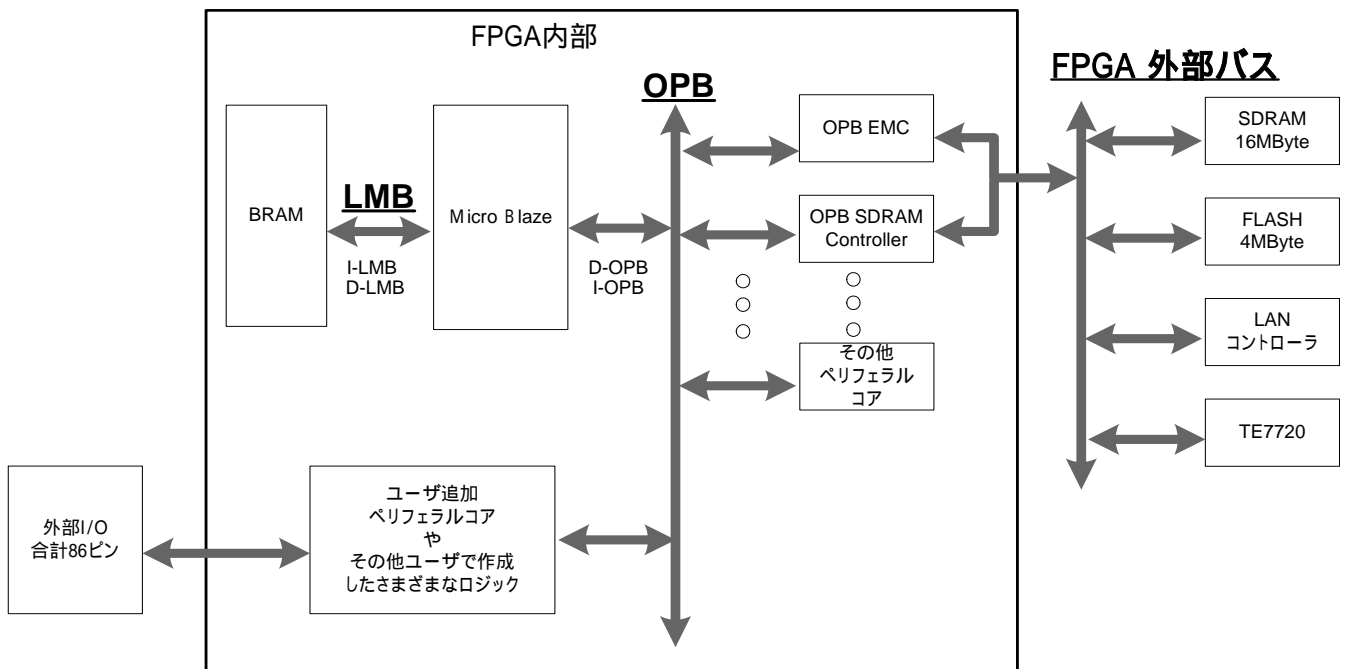 FPGA内部
FPGA 外部バス
OPB
BRAM
LMB
I-LMB
D-LMB
Micro Blaze
D-OPB
I-OPB
OPB EMC
OPB SDRAM
Controller
その他
ペリフェラル
コア
SDRAM
16MByte
FLASH
4MByte
LAN
コントローラ
TE7720
外部I/O
合計86ピン
ユーザ追加
ペリフェラルコア
や
その他ユーザで作成
したさまざまなロジック